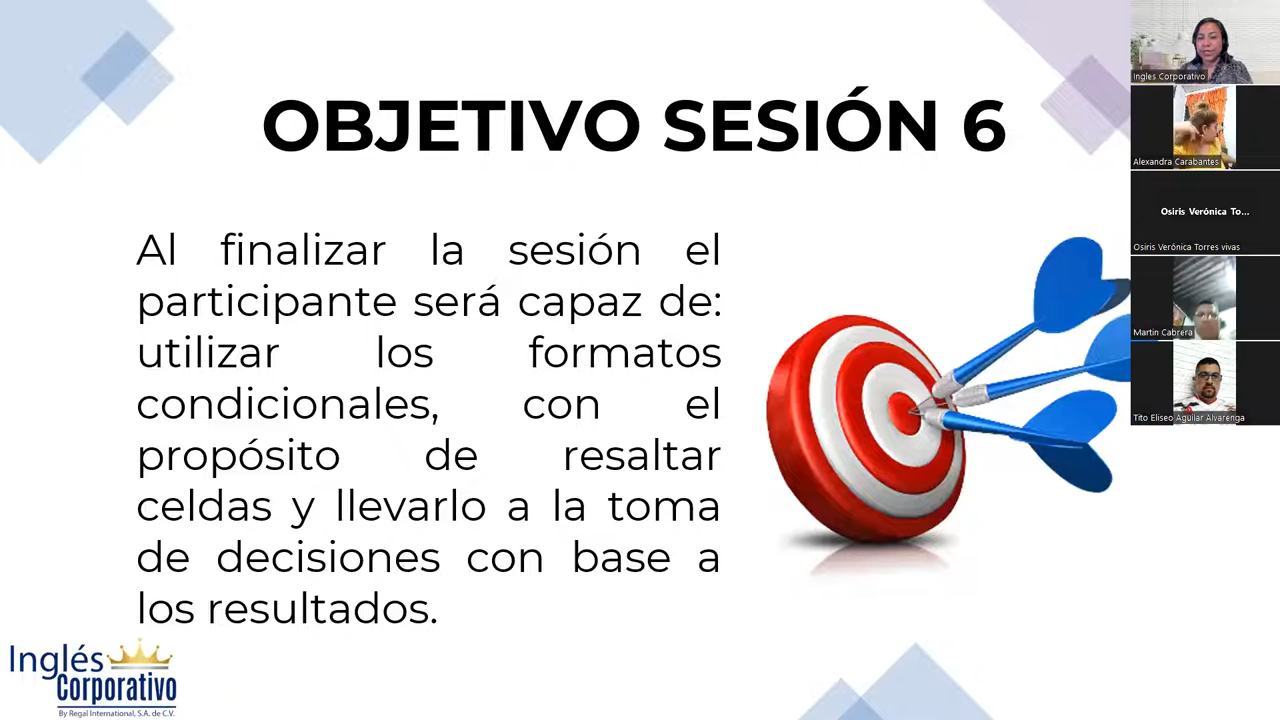 OBJETIVO SESIÓN 6
Al finalizar la sesión el
participante será capaz de:
utilizar los formatos
condicionales, con el
propósito de resaltar
celdas y llevarlo a la toma
de decisiones con base a
los resultados.
Inglés
Corporativo
By Regal International, S.A. de C.V.
Ingles Corporativo
Alexandra Carabantes
Osiris Verónica To...
Osiris Verónica Torres vivas
Martin Cabrera
Tito Eliseo Aguilar Alvarenga